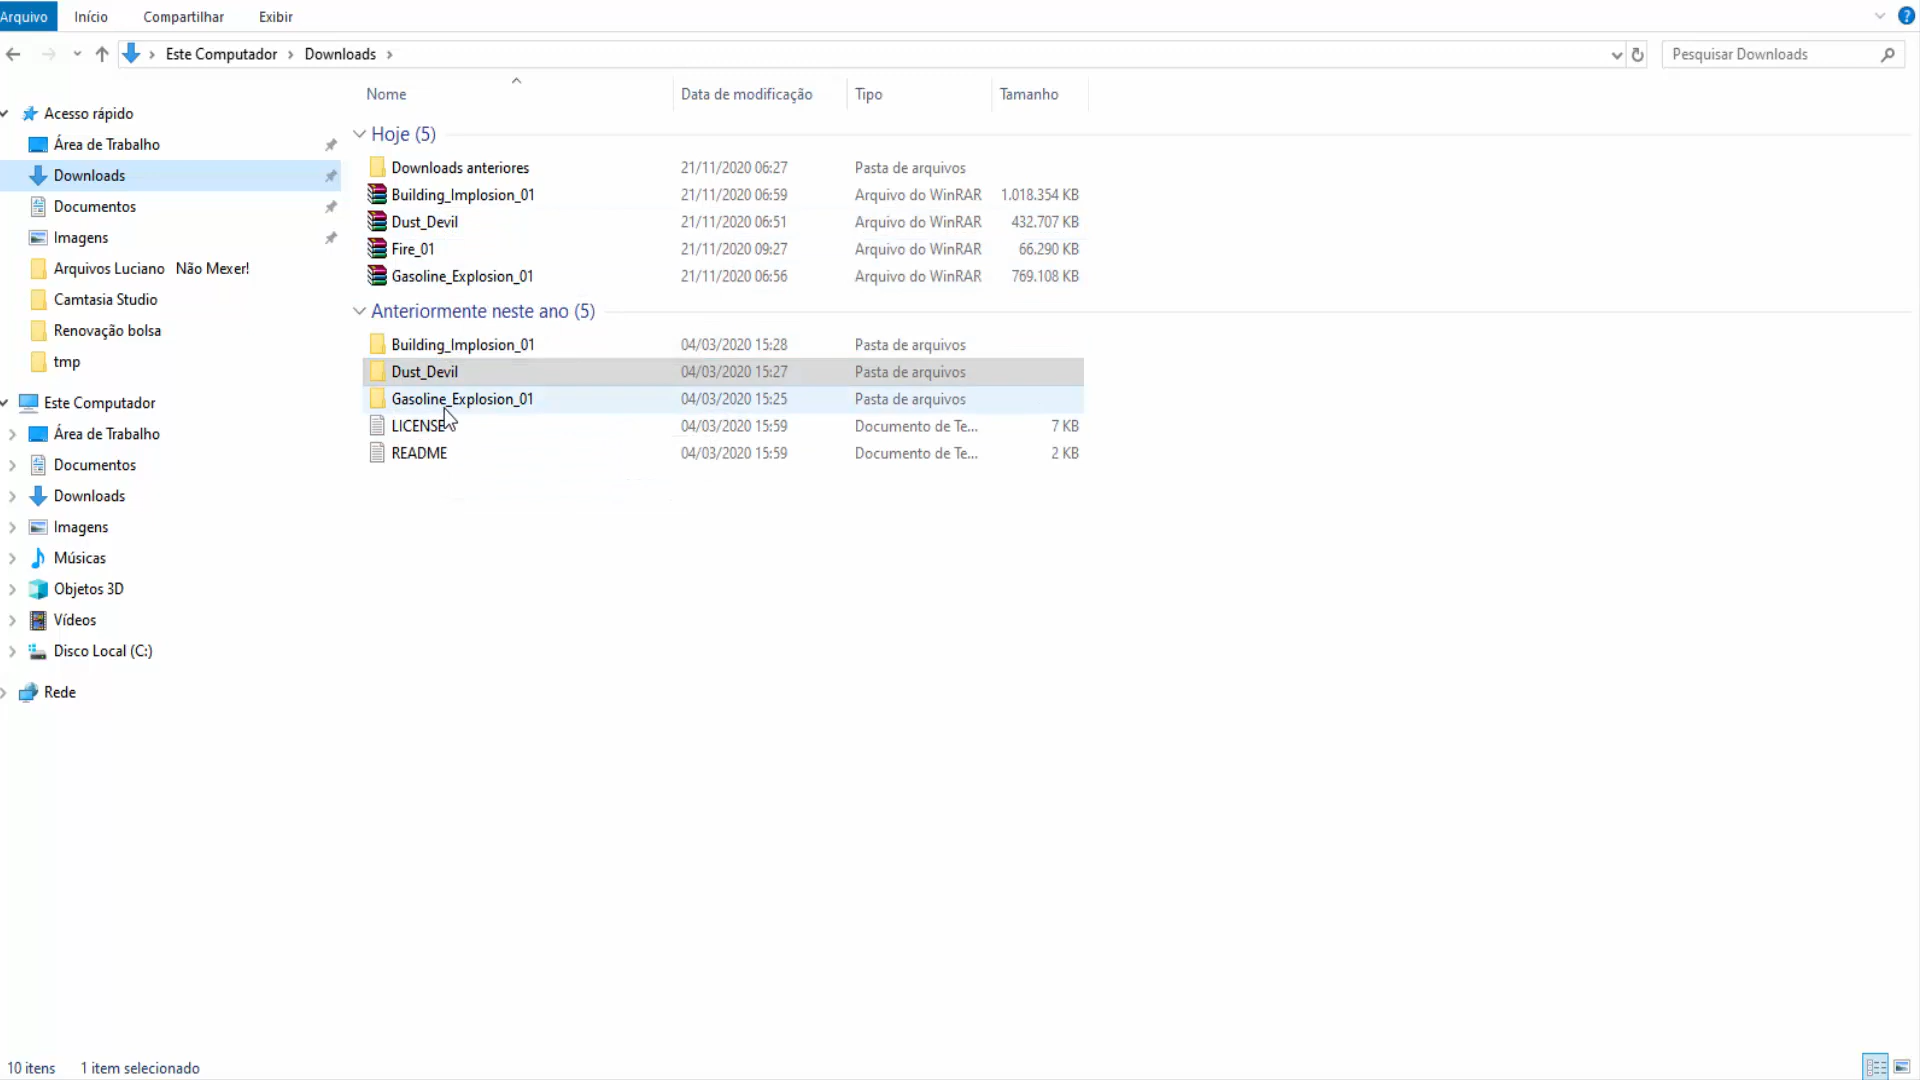 Arquivo Início Compartilhar Exibir
Este Computador Downloads Pesquisar Downloads
Nome Data de modificação Tipo Tamanho
Acesso rápido
Área de Trabalho
Downloads
Documentos
Imagens
Arquivos Luciano Não Mexer!
Camtasia Studio
Renovação bolsa
tmp
Este Computador
Área de Trabalho
Documentos
Downloads
Imagens
Músicas
Objetos 3D
Vídeos
Disco Local (C:)
Rede
Hoje (5)
Downloads anteriores 21/11/2020 06:27 Pasta de arquivos
Building_Implosion_01 21/11/2020 06:59 Arquivo do WinRAR 1.018.354 KB
Dust_Devil 21/11/2020 06:51 Arquivo do WinRAR 432.707 KB
Fire_01 21/11/2020 09:27 Arquivo do WinRAR 66.290 KB
Gasoline_Explosion_01 21/11/2020 06:56 Arquivo do WinRAR 769.108 KB
Anteriormente neste ano (5)
Building_Implosion_01 04/03/2020 15:28 Pasta de arquivos
Dust_Devil 04/03/2020 15:27 Pasta de arquivos
Gasoline_Explosion_01 04/03/2020 15:25 Pasta de arquivos
LICENSE 04/03/2020 15:59 Documento de Te... 7 KB
README 04/03/2020 15:59 Documento de Te... 2 KB
10 itens 1 item selecionado